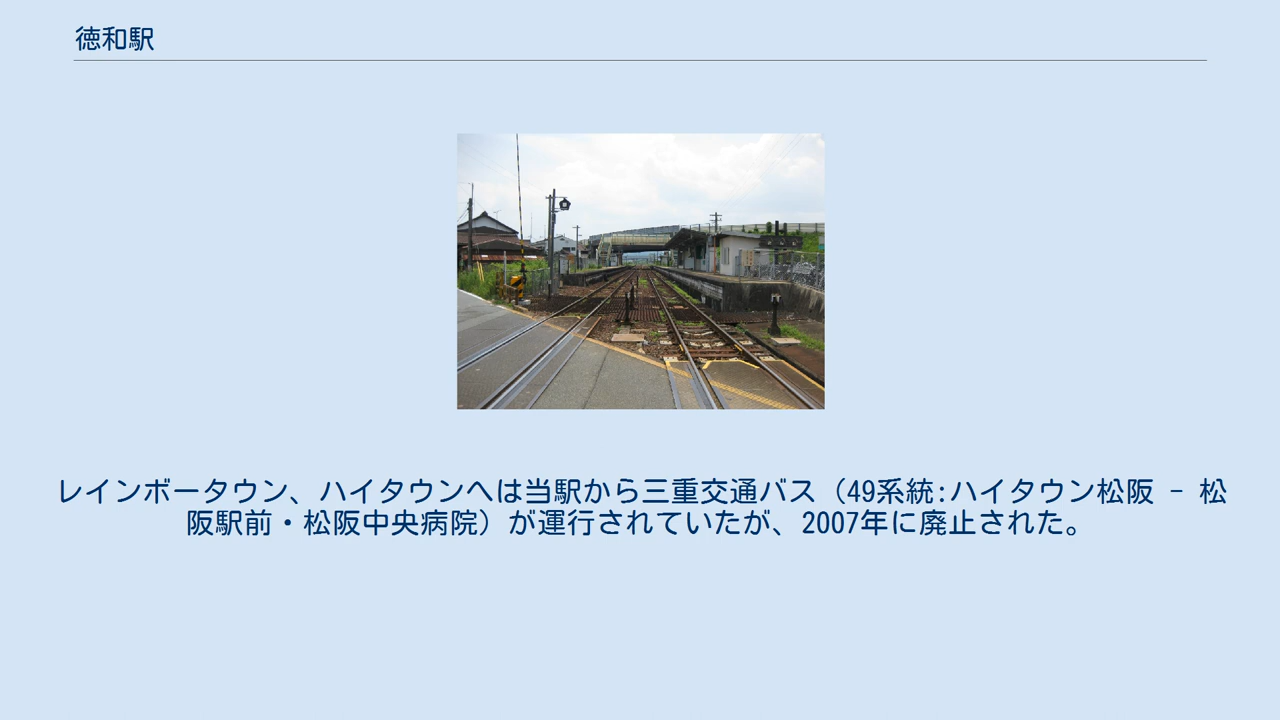 徳和駅
レインボータウン、ハイタウンへは当駅から三重交通バス（49系統:ハイタウン松阪 - 松
阪駅前・松阪中央病院）が運行されていたが、2007年に廃止された。